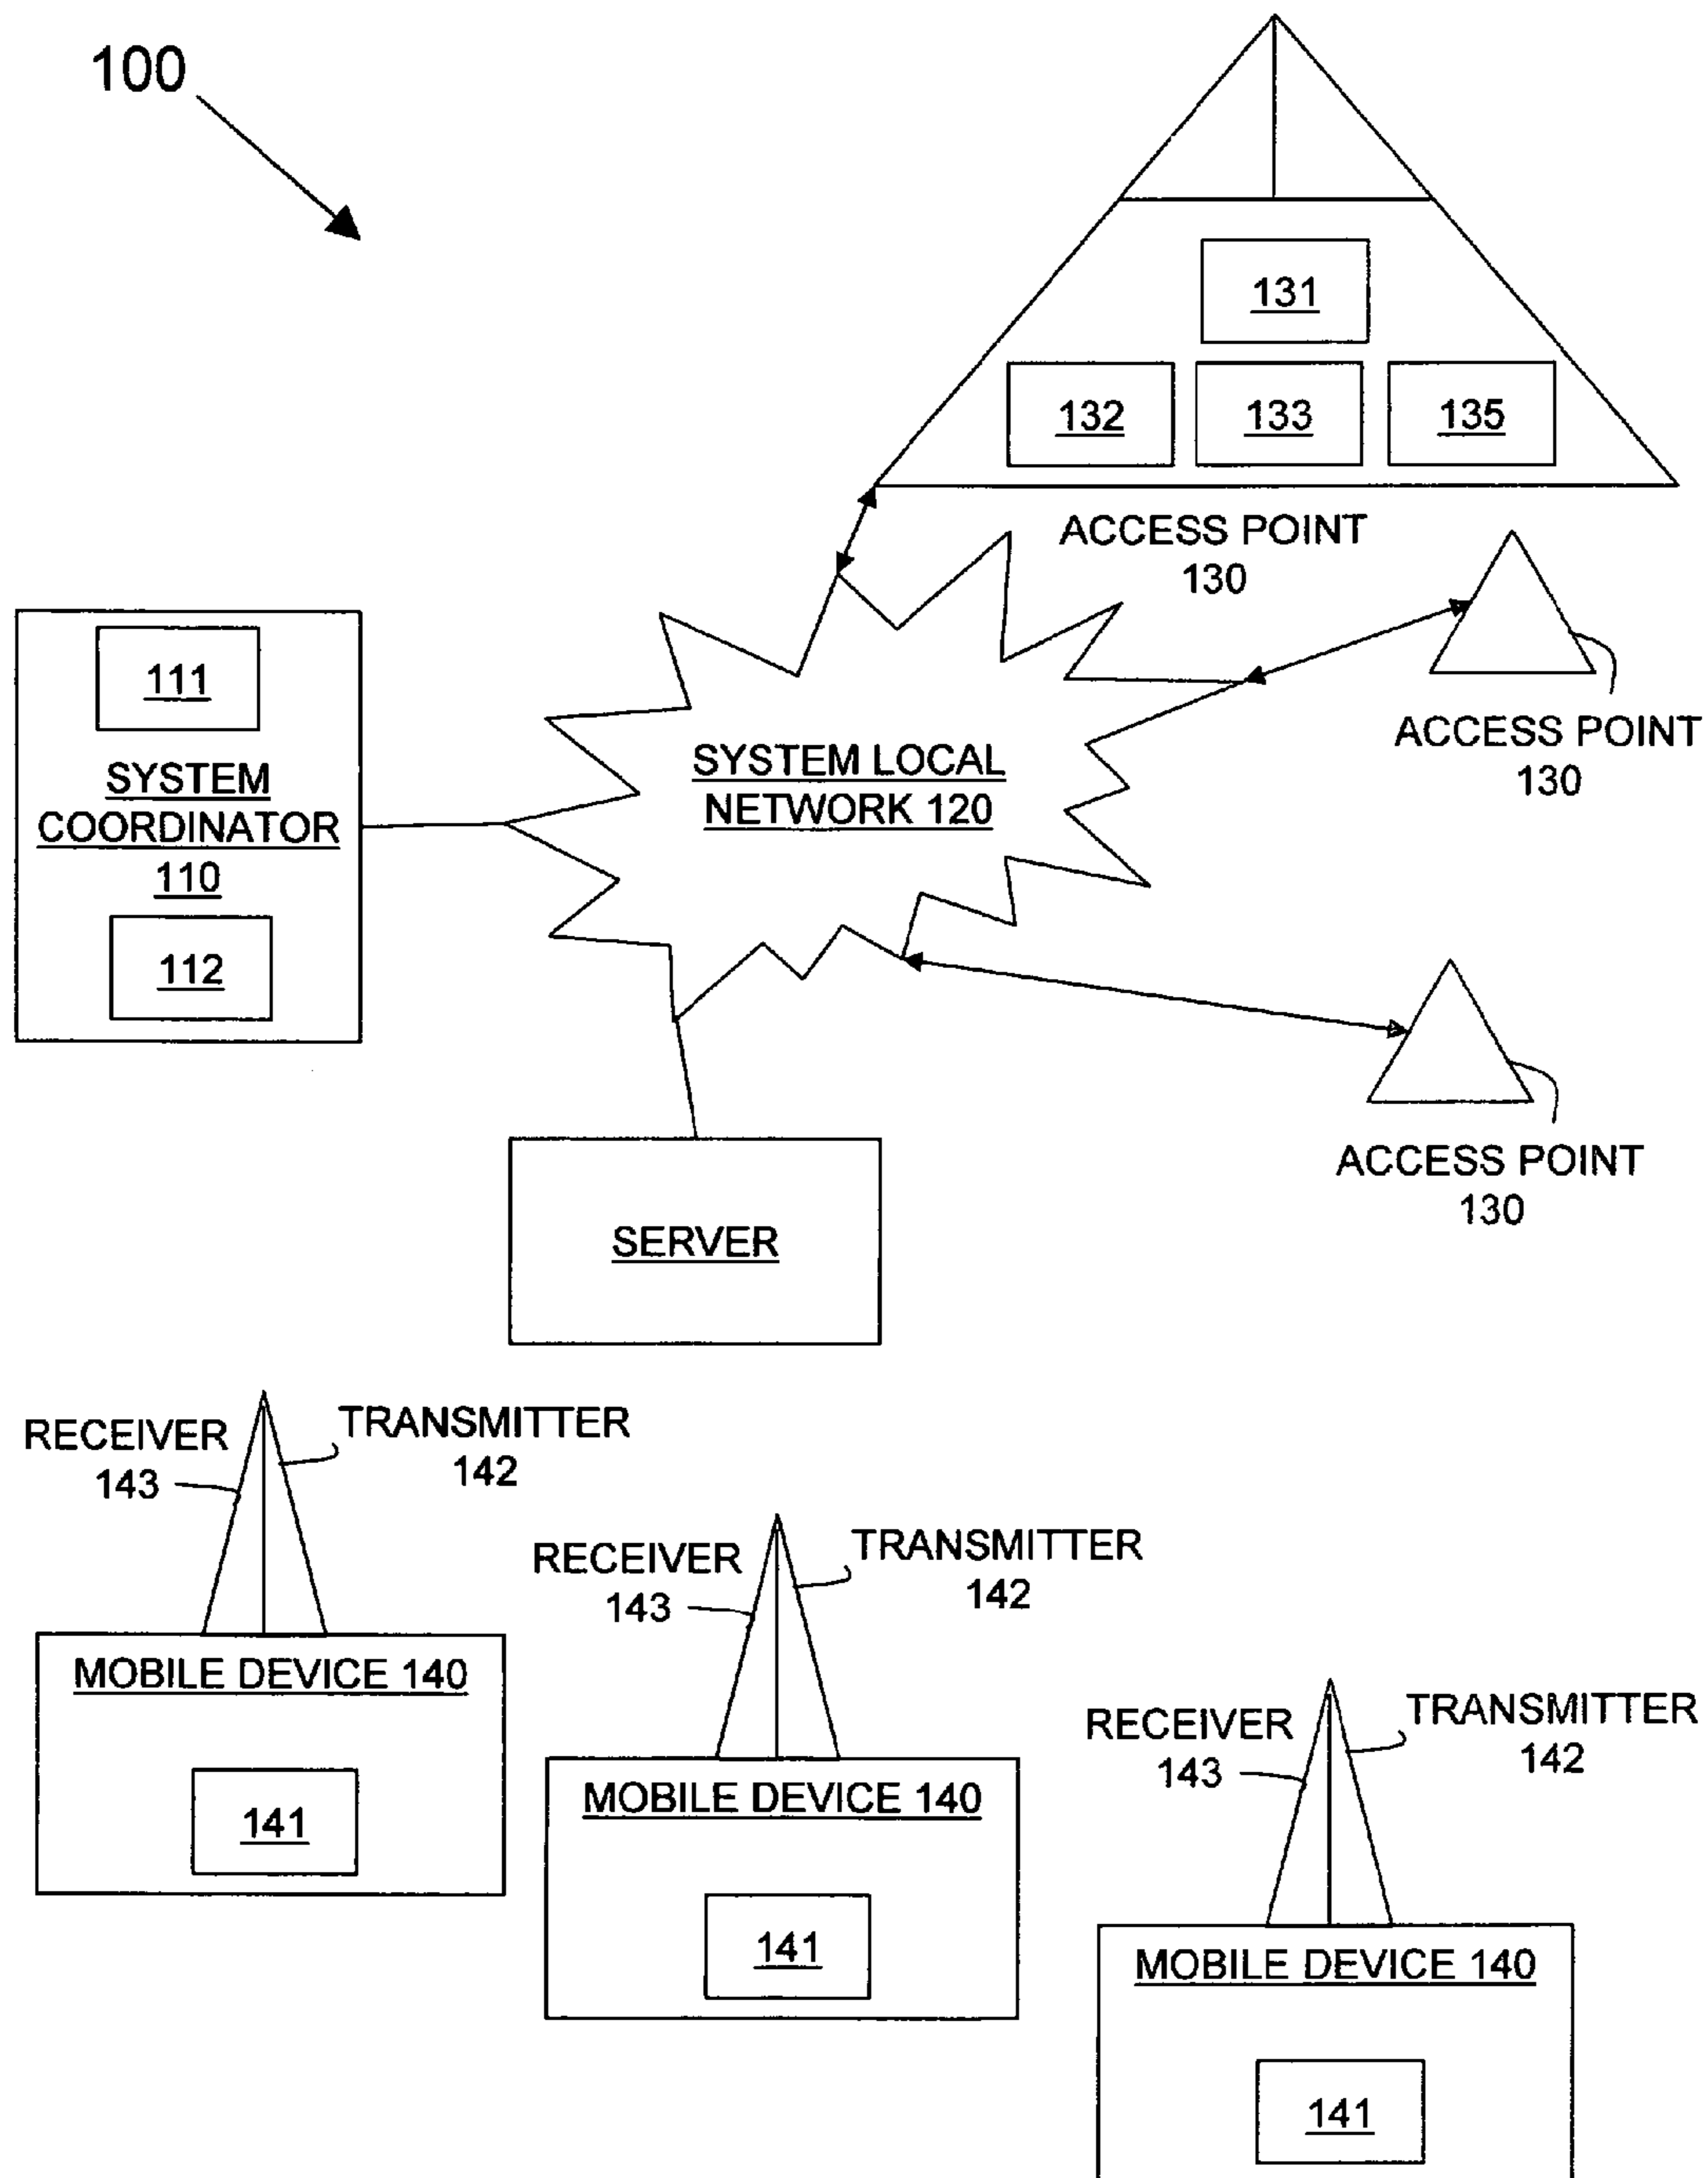 100
131
132
133
135
ACCESS POINT
130
111
SYSTEM
COORDINATOR
110
112
SYSTEM LOCAL
NETWORK 120
ACCESS POINT
130
ACCESS POINT
130
SERVER
RECEIVER
143
TRANSMITTER
142
MOBILE DEVICE 140
141
RECEIVER
143
TRANSMITTER
142
MOBILE DEVICE 140
141
RECEIVER
143
TRANSMITTER
142
MOBILE DEVICE 140
141